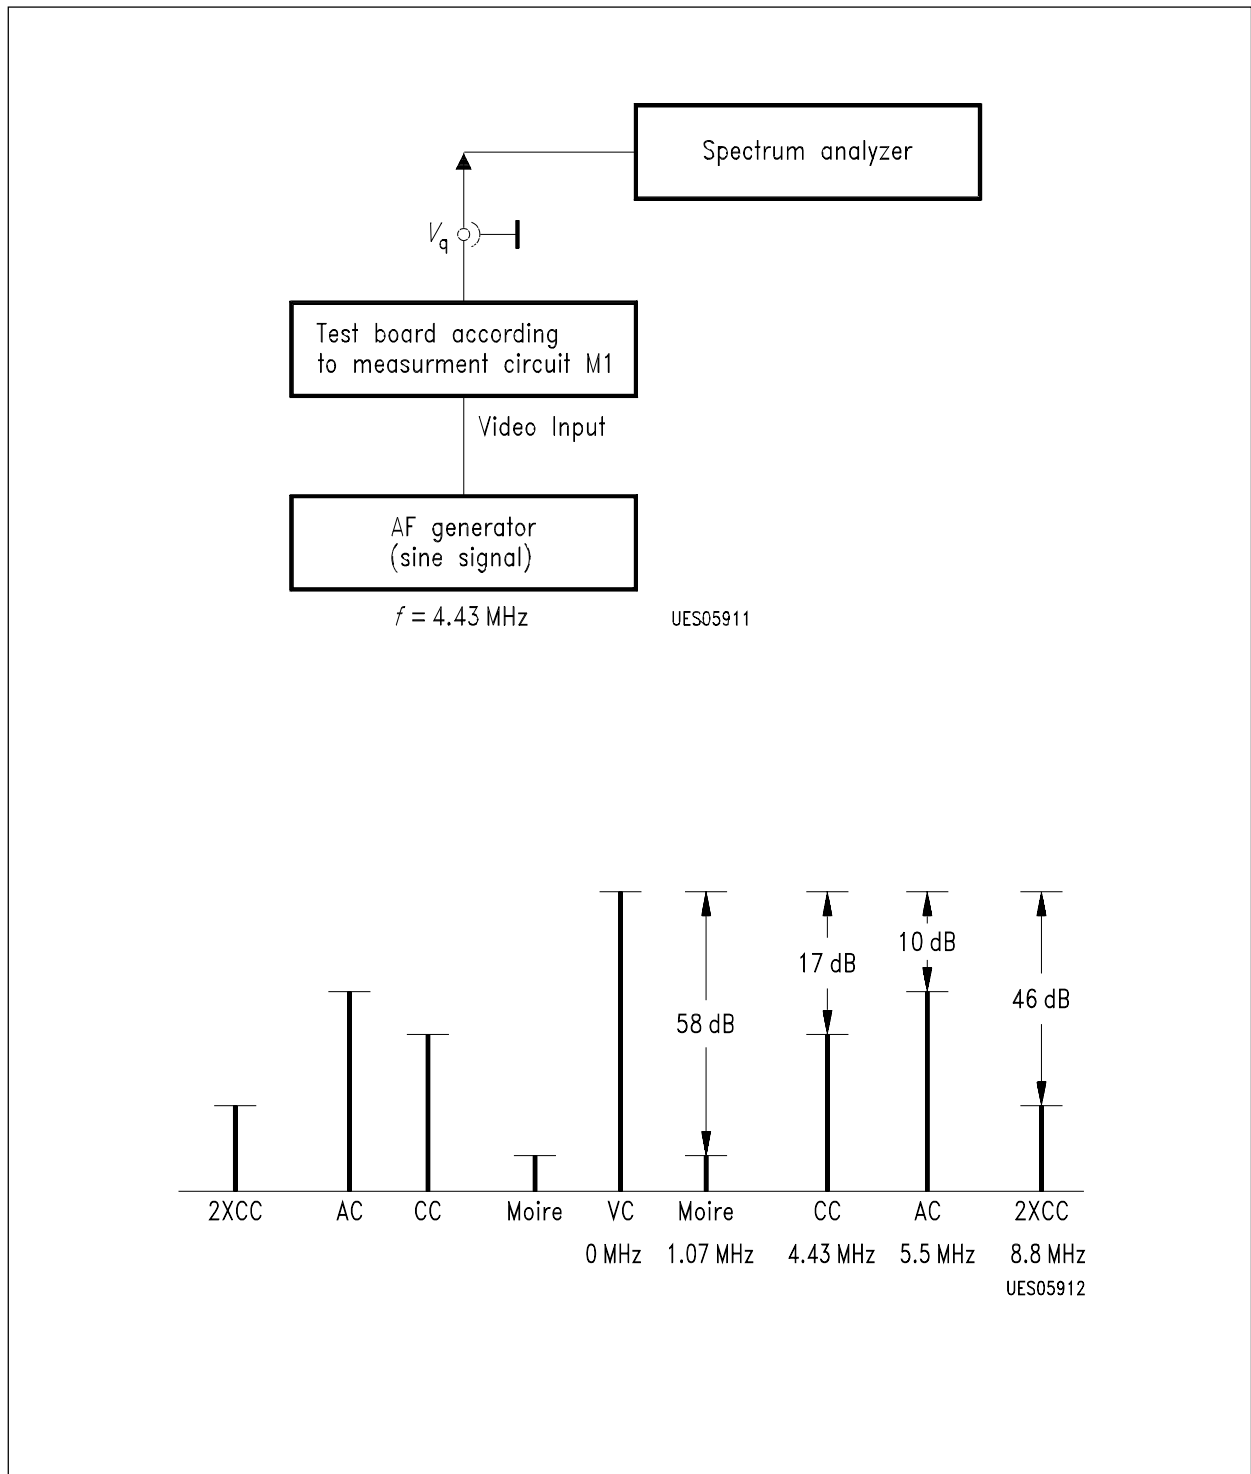 Spectrum analyzer
Vq
Test board according
to measurment circuit M1
Video Input
AF generator
(sine signal)
f = 4.43 MHz
UES05911
10 dB
17 dB
46 dB
58 dB
2XCC AC CC Moire VC Moire CC AC 2XCC
0 MHz 1.07 MHz 4.43 MHz 5.5 MHz 8.8 MHz
UES05912